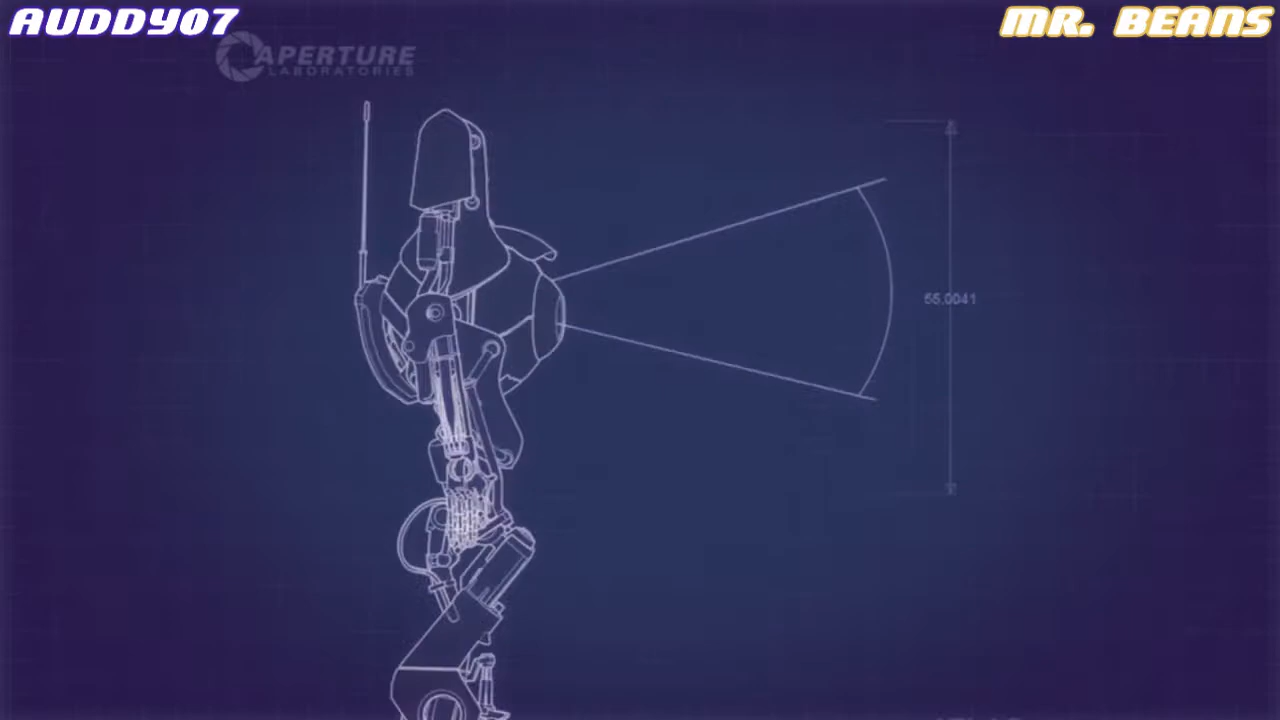 AUDDY07
MR. BEANS
APERTURE
LABORATORIES
55.0041